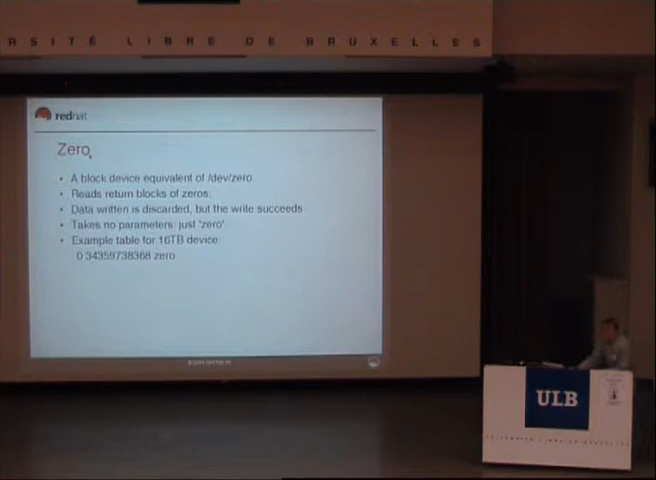 RSITÉ LIBRE DE BRUXELLES
redhat
Zero
• A block device equivalent of /dev/zero.
• Reads return blocks of zeros.
• Data written is discarded, but the write succeeds
• Takes no parameters: just 'zero'.
• Example table for 16TB device:
0 34359738368 zero
ULB